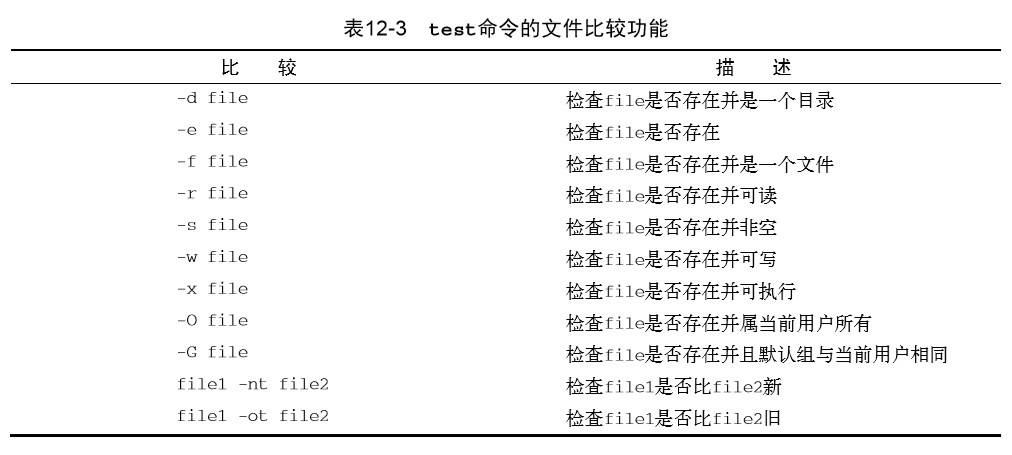 表12-3 test命令的文件比较功能
比 较 描 述
-d file 检查file是否存在并是一个目录
-e file 检查file是否存在
-f file 检查file是否存在并是一个文件
-r file 检查file是否存在并可读
-s file 检查file是否存在并非空
-w file 检查file是否存在并可写
-x file 检查file是否存在并可执行
-O file 检查file是否存在并属当前用户所有
-G file 检查file是否存在并且默认组与当前用户相同
file1 -nt file2 检查file1是否比file2新
file1 -ot file2 检查file1是否比file2旧